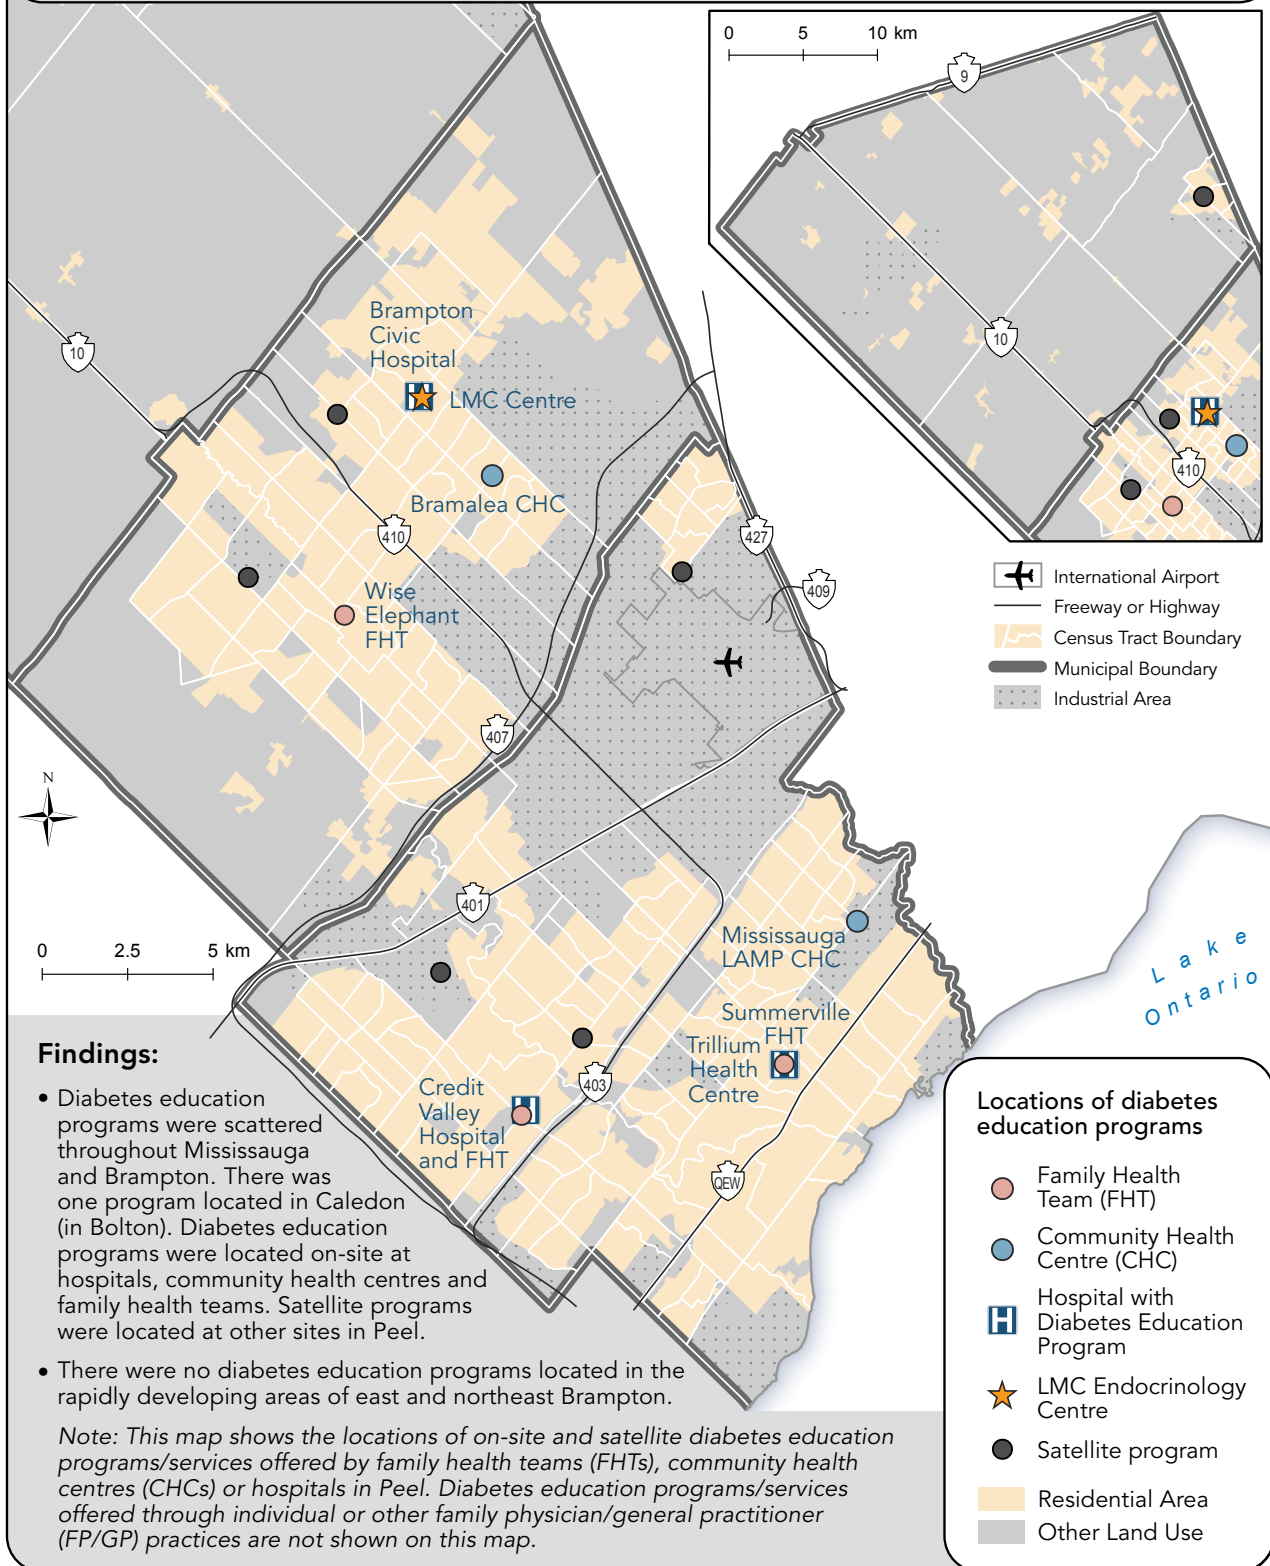 0 5 10 km
9
10
410
10
Brampton
Civic
Hospital
LMC Centre
Bramalea CHC
410
427
409
Wise
Elephant
FHT
407
International Airport
Freeway or Highway
Census Tract Boundary
Municipal Boundary
Industrial Area
N
0 2.5 5 km
401
Mississauga
LAMP CHC
Summerville
FHT
Trillium
Health
Centre
403
Credit
Valley
Hospital
and FHT
QEW
Lake
Ontario
Findings:
• Diabetes education
programs were scattered
throughout Mississauga
and Brampton. There was
one program located in Caledon
(in Bolton). Diabetes education
programs were located on-site at
hospitals, community health centres and
family health teams. Satellite programs
were located at other sites in Peel.
• There were no diabetes education programs located in the
rapidly developing areas of east and northeast Brampton.
Note: This map shows the locations of on-site and satellite diabetes education
programs/services offered by family health teams (FHTs), community health
centres (CHCs) or hospitals in Peel. Diabetes education programs/services
offered through individual or other family physician/general practitioner
(FP/GP) practices are not shown on this map.
Locations of diabetes
education programs
Family Health
Team (FHT)
Community Health
Centre (CHC)
H
Hospital with
Diabetes Education
Program
LMC Endocrinology
Centre
Satellite program
Residential Area
Other Land Use